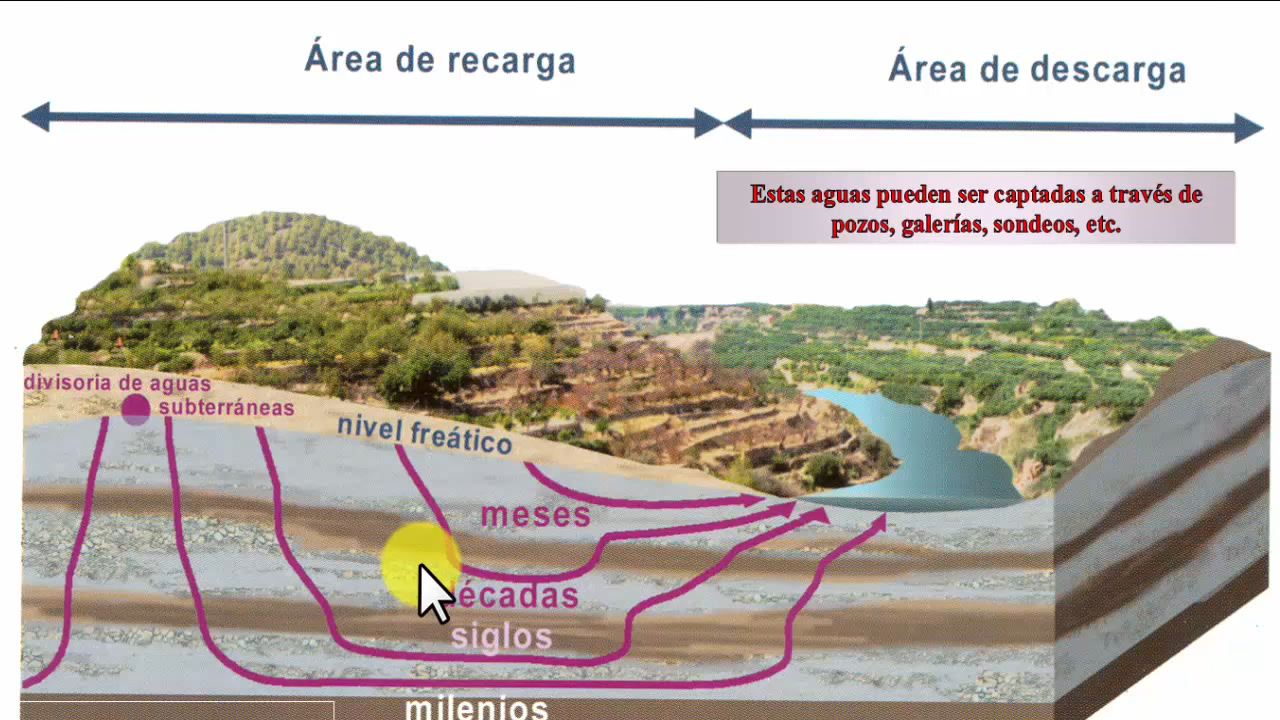 Área de recarga
Área de descarga
Estas aguas pueden ser captadas a través de
pozos, galerías, sondeos, etc.
divisoria de aguas
subterráneas
nivel freático
meses
écadas
siglos
milenios